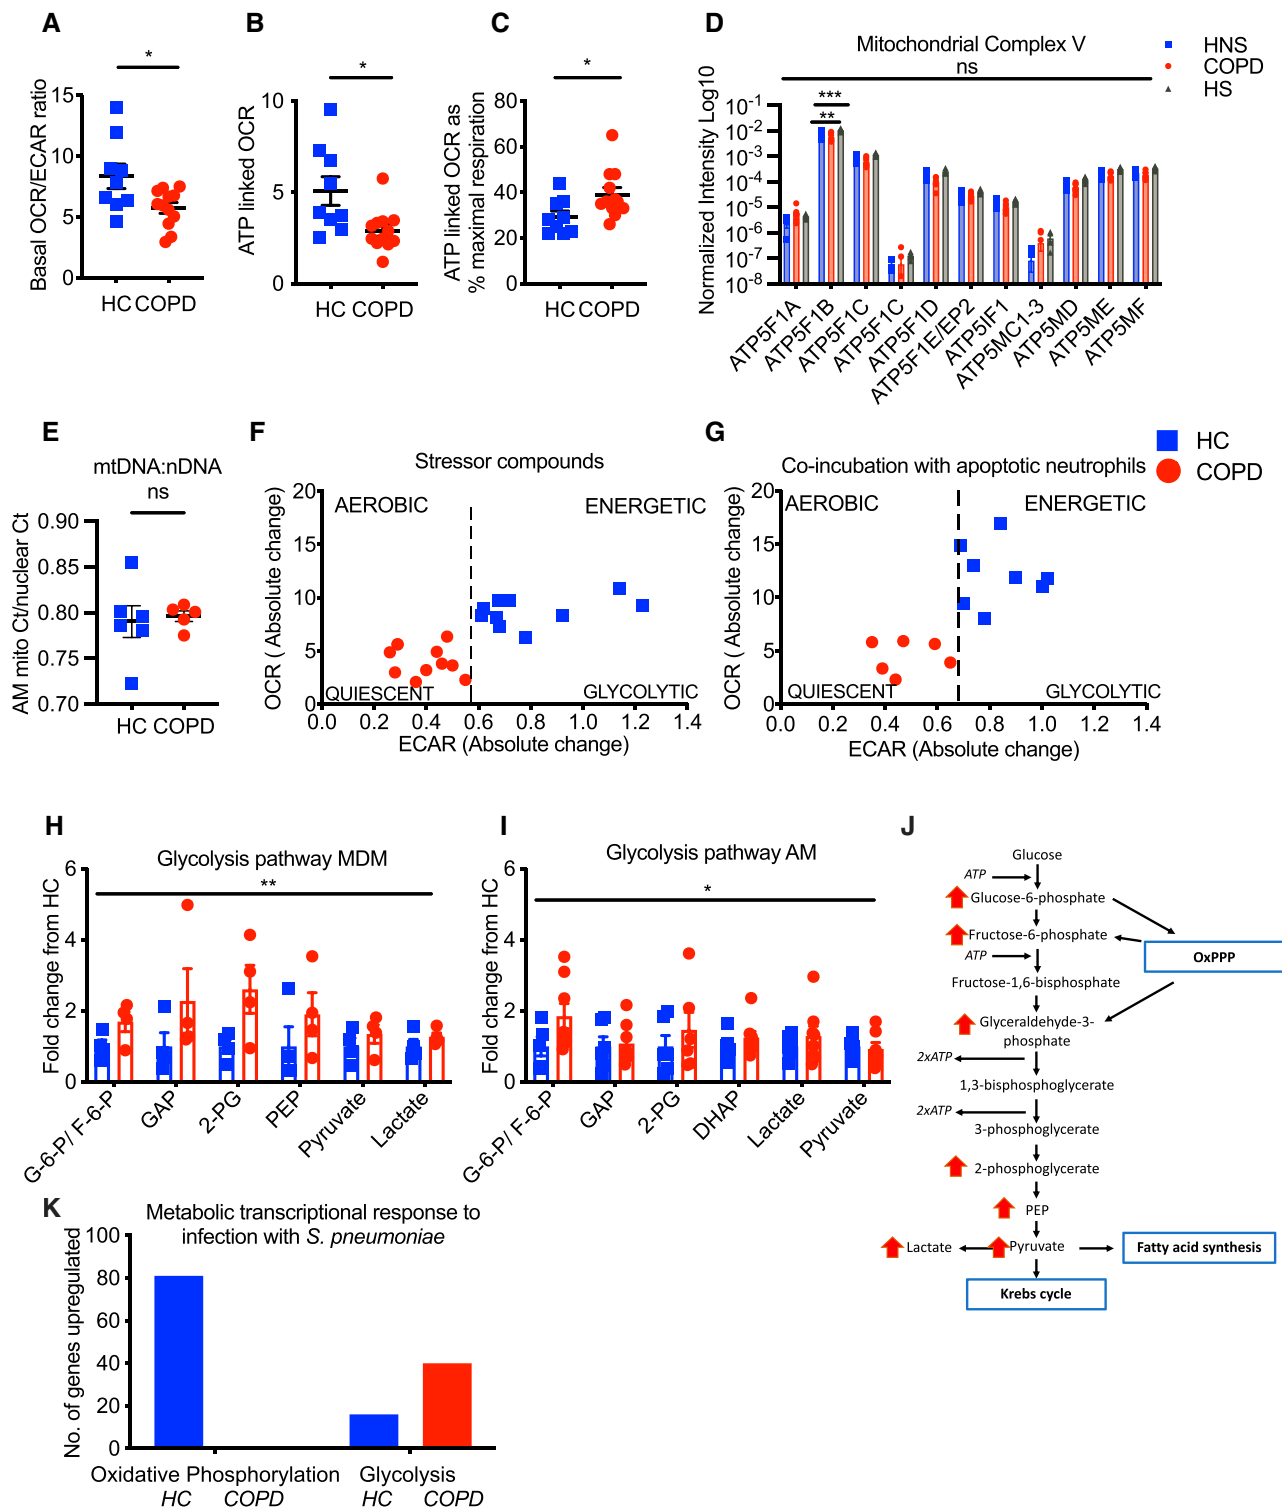 A
*
Basal OCR/ECAR ratio
15
10
5
0
HC COPD
B
*
ATP linked OCR
10
5
0
HC COPD
C
*
ATP linked OCR as
% maximal respiration
80
60
40
20
0
HC COPD
D
Mitochondrial Complex V
ns
HNS
COPD
HS
***
**
Normalized Intensity Log10
10-1
10-2
10-3
10-4
10-5
10-6
10-7
10-8
ATP5F1A
ATP5F1B
ATP5F1C
ATP5F1C
ATP5F1D
ATP5F1E/EP2
ATP5IF1
ATP5MC1-3
ATP5MD
ATP5ME
ATP5MF
E
mtDNA:nDNA
ns
AM mito Ct/nuclear Ct
0.90
0.85
0.80
0.75
0.70
HC COPD
F
Stressor compounds
OCR ( Absolute change)
20
15
10
5
0
AEROBIC
ENERGETIC
QUIESCENT
GLYCOLYTIC
0.0 0.2 0.4 0.6 0.8 1.0 1.2 1.4
ECAR (Absolute change)
G
Co-incubation with apoptotic neutrophils
HC
COPD
OCR ( Absolute change)
20
15
10
5
0
AEROBIC
ENERGETIC
QUIESCENT
GLYCOLYTIC
0.0 0.2 0.4 0.6 0.8 1.0 1.2 1.4
ECAR (Absolute change)
H
Glycolysis pathway MDM
**
Fold change from HC
6
4
2
0
G-6-P/ F-6-P
GAP
2-PG
PEP
Pyruvate
Lactate
I
Glycolysis pathway AM
*
Fold change from HC
6
4
2
0
G-6-P/ F-6-P
GAP
2-PG
DHAP
Lactate
Pyruvate
J
Glucose
ATP
Glucose-6-phosphate
Fructose-6-phosphate
ATP
OxPPP
Fructose-1,6-bisphosphate
Glyceraldehyde-3-
phosphate
2xATP
1,3-bisphosphoglycerate
2xATP
3-phosphoglycerate
2-phosphoglycerate
PEP
Lactate
Pyruvate
Fatty acid synthesis
Krebs cycle
K
Metabolic transcriptional response to
infection with S. pneumoniae
No. of genes upregulated
100
80
60
40
20
0
Oxidative Phosphorylation
Glycolysis
HC COPD HC COPD